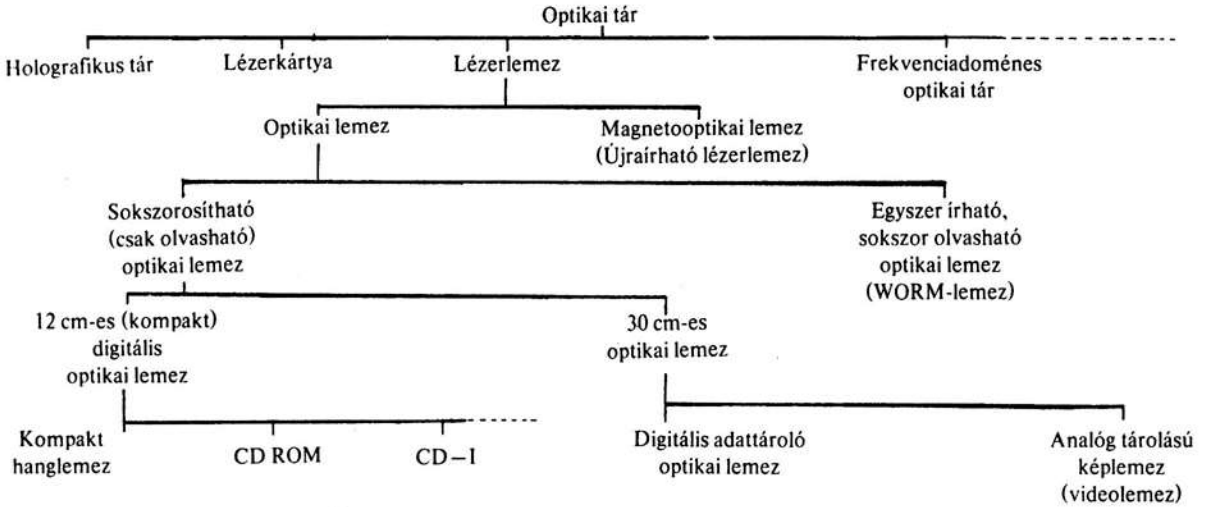 Optikai tár
Holografikus tár
Lézerkártya
Lézerlemez
Frekvenciadoménes
optikai tár
Optikai lemez
Magnetooptikai lemez
(Újraírható lézerlemez)
Sokszorosítható
(csak olvasható)
optikai lemez
Egyszer írható,
sokszor olvasható
optikai lemez
(WORM-lemez)
12 cm-es (kompakt)
digitális
optikai lemez
30 cm-es
optikai lemez
Kompakt
hanglemez
CD ROM
CD–I
Digitális adattároló
optikai lemez
Analóg tárolású
képlemez
(videolemez)